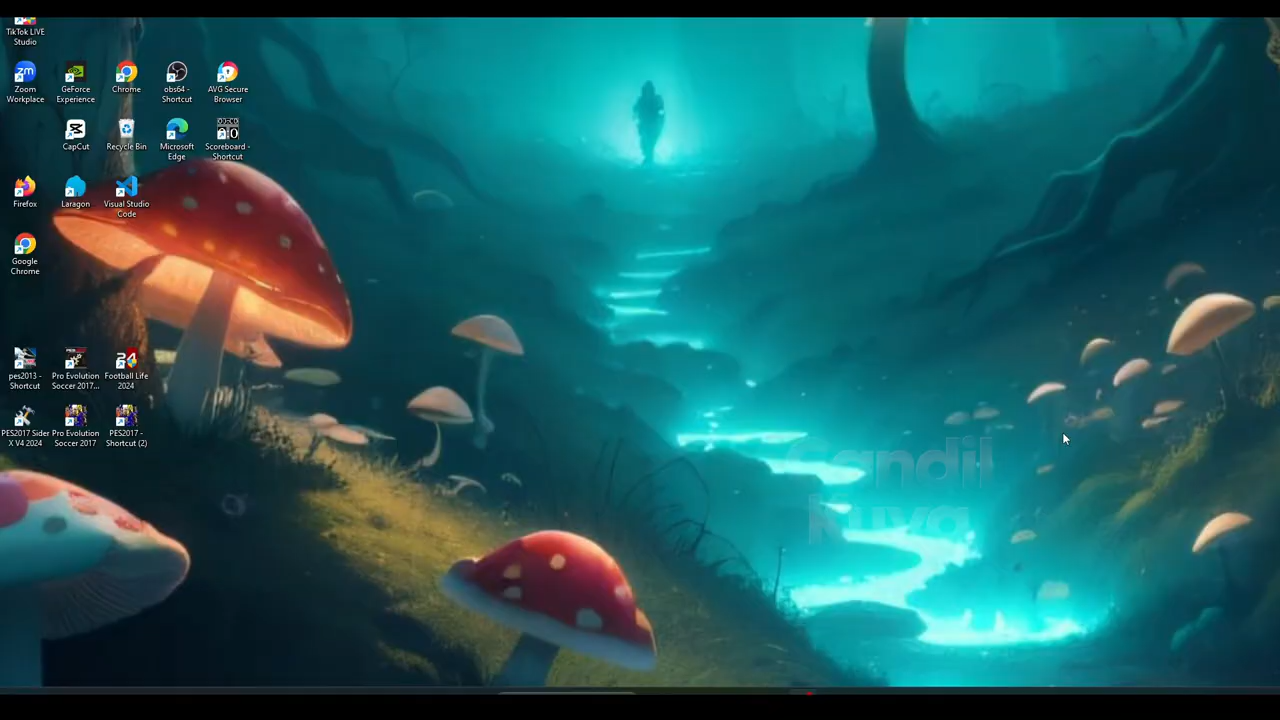 TikTok LIVE
Studio
Zoom
Workplace
GeForce
Experience
Chrome
obs64 -
Shortcut
AVG Secure
Browser
CapCut
Recycle Bin
Microsoft
Edge
Scoreboard -
Shortcut
Firefox
Laragon
Visual Studio
Code
Google
Chrome
pes2013 -
Shortcut
Pro Evolution
Soccer 2017...
Football Life
2024
PES2017 Sider
X V4 2024
Pro Evolution
Soccer 2017
PES2017 -
Shortcut (2)